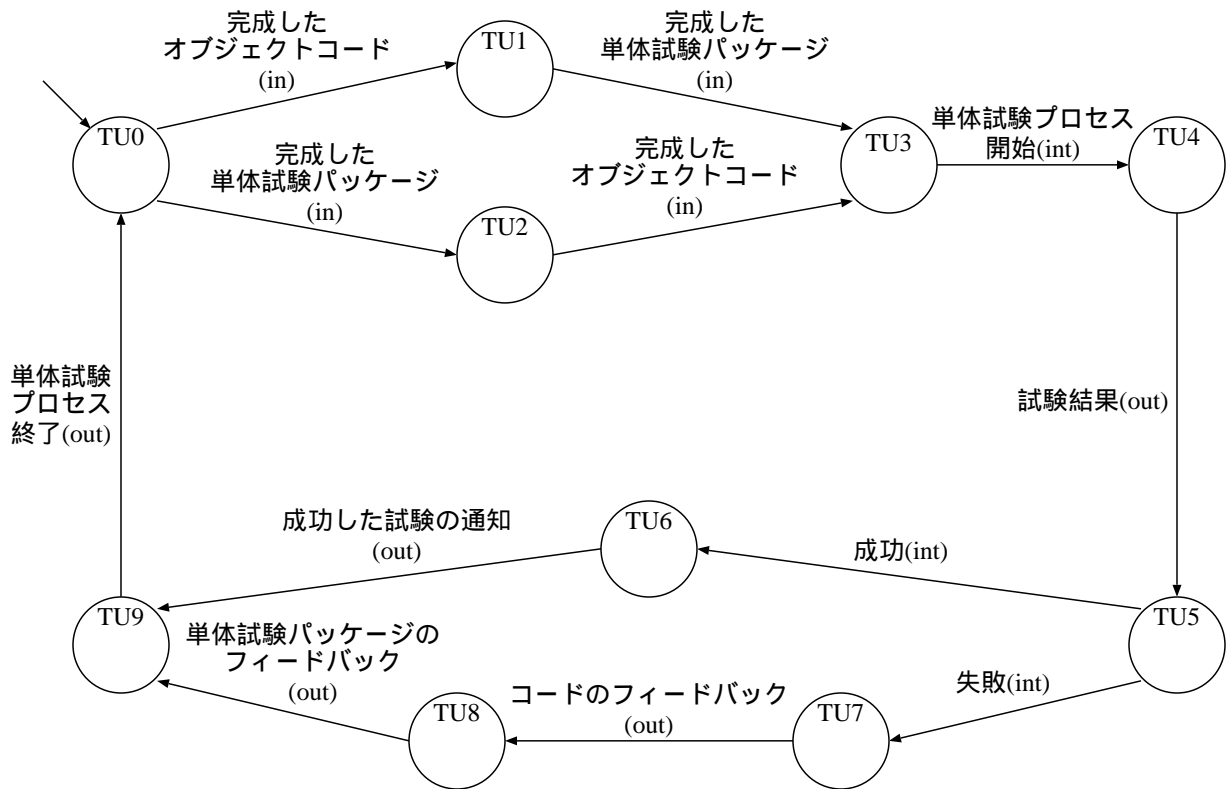 完成した
オブジェクトコード
(in)
TU1
完成した
単体試験パッケージ
(in)
TU0
完成した
単体試験パッケージ
(in)
TU2
完成した
オブジェクトコード
(in)
TU3
単体試験プロセス
開始(int)
TU4
単体試験
プロセス
終了(out)
試験結果(out)
成功した試験の通知
(out)
TU6
成功(int)
TU9
単体試験パッケージの
フィードバック
(out)
TU8
コードのフィードバック
(out)
TU7
失敗(int)
TU5